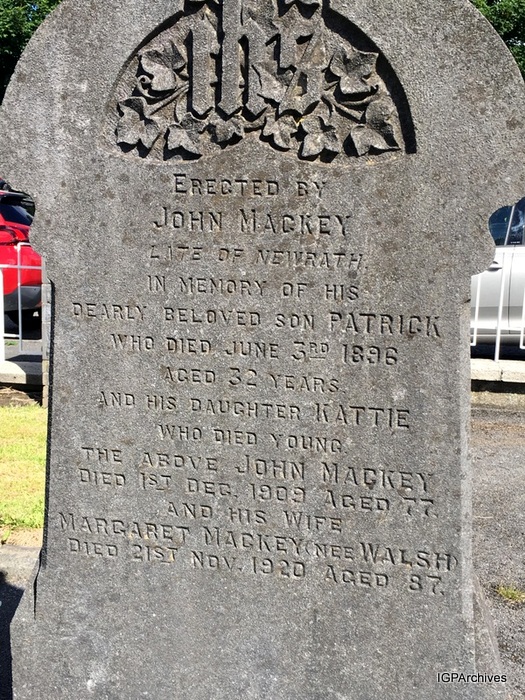 IHS
ERECTED BY
JOHN MACKEY
LATE OF NEWRATH
IN MEMORY OF HIS
DEARLY BELOVED SON PATRICK
WHO DIED JUNE 3RD 1896
AGED 32 YEARS
AND HIS DAUGHTER KATTIE
WHO DIED YOUNG
THE ABOVE JOHN MACKEY
DIED 1ST DEC. 1909 AGED 77
AND HIS WIFE
MARGARET MACKEY (NEE WALSH)
DIED 21ST NOV. 1920 AGED 87.
IGPArchives